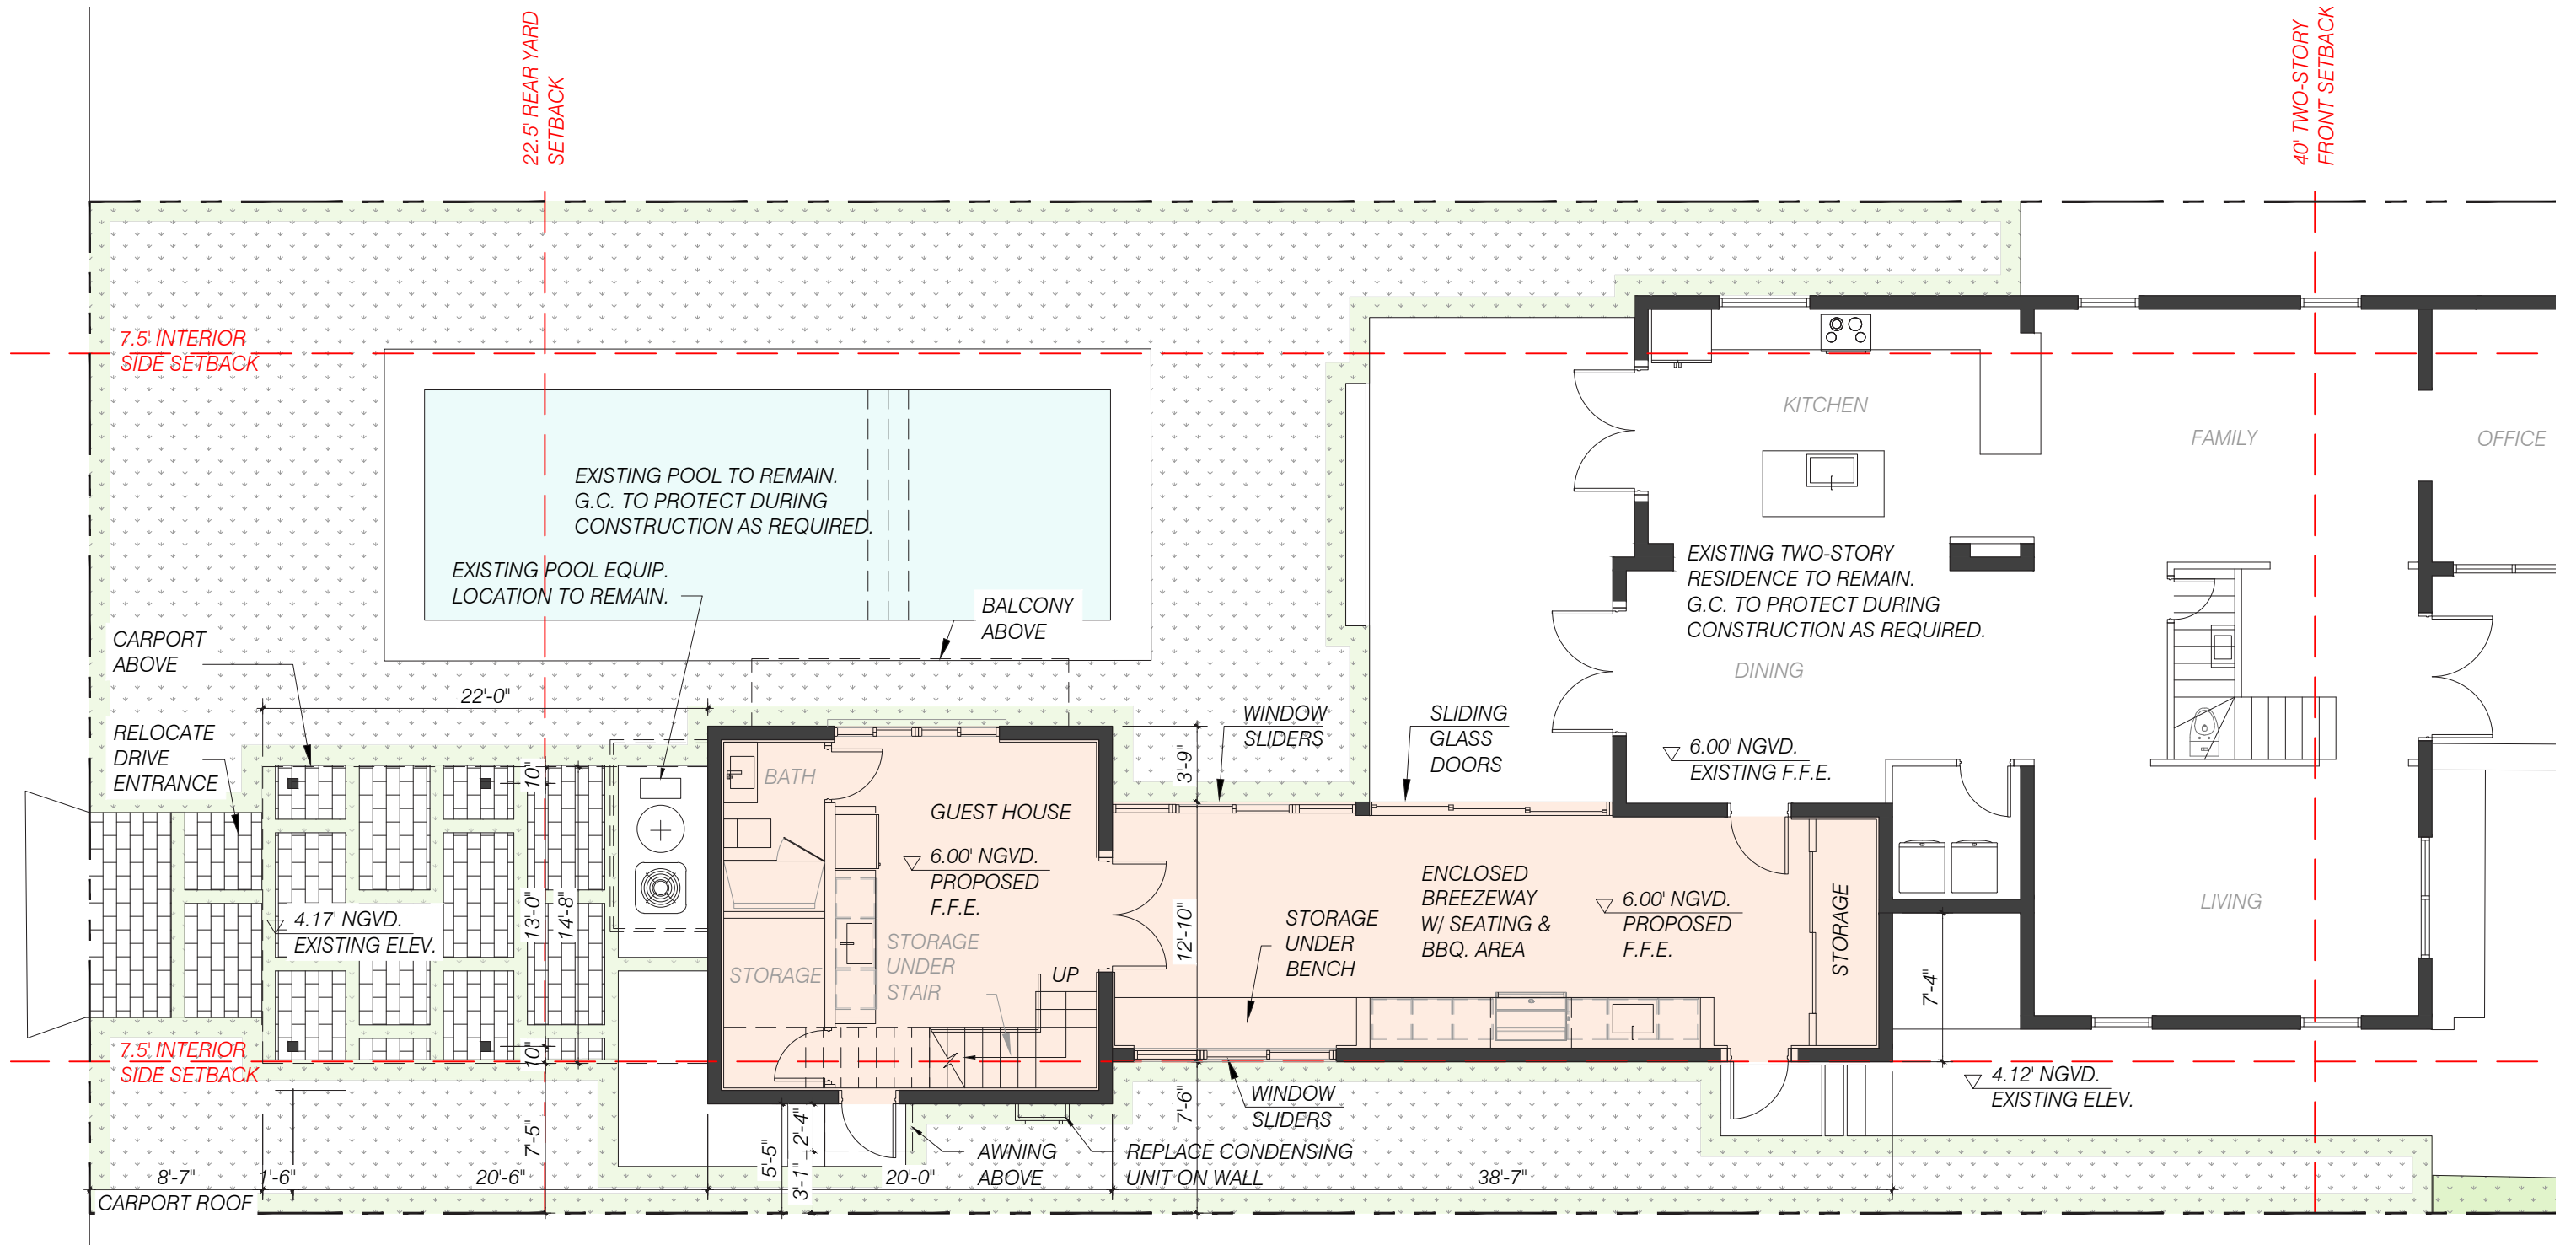 22.5' REAR YARD
SETBACK
40' TWO-STORY
FRONT SETBACK
7.5' INTERIOR
SIDE SETBACK
KITCHEN
FAMILY
OFFICE
EXISTING POOL TO REMAIN.
G.C. TO PROTECT DURING
CONSTRUCTION AS REQUIRED.
EXISTING POOL EQUIP.
LOCATION TO REMAIN.
EXISTING TWO-STORY
RESIDENCE TO REMAIN.
G.C. TO PROTECT DURING
CONSTRUCTION AS REQUIRED.
BALCONY
ABOVE
CARPORT
ABOVE
DINING
22'-0"
RELOCATE
DRIVE
ENTRANCE
WINDOW
SLIDERS
SLIDING
GLASS
DOORS
6.00' NGVD.
EXISTING F.F.E.
3'-9"
10"
BATH
GUEST HOUSE
6.00' NGVD.
PROPOSED
F.F.E.
ENCLOSED
BREEZEWAY
W/ SEATING &
BBQ. AREA
6.00' NGVD.
PROPOSED
F.F.E.
STORAGE
LIVING
4.17' NGVD.
EXISTING ELEV.
13'-0"
14'-8"
STORAGE
UNDER
STAIR
STORAGE
UP
12'-10"
STORAGE
UNDER
BENCH
7'-4"
7.5' INTERIOR
SIDE SETBACK
10"
4.12' NGVD.
EXISTING ELEV.
WINDOW
SLIDERS
7'-6"
7'-5"
5'-5"
2'-4"
3'-1"
AWNING
ABOVE
REPLACE CONDENSING
UNIT ON WALL
8'-7"
1'-6"
20'-6"
20'-0"
38'-7"
CARPORT ROOF